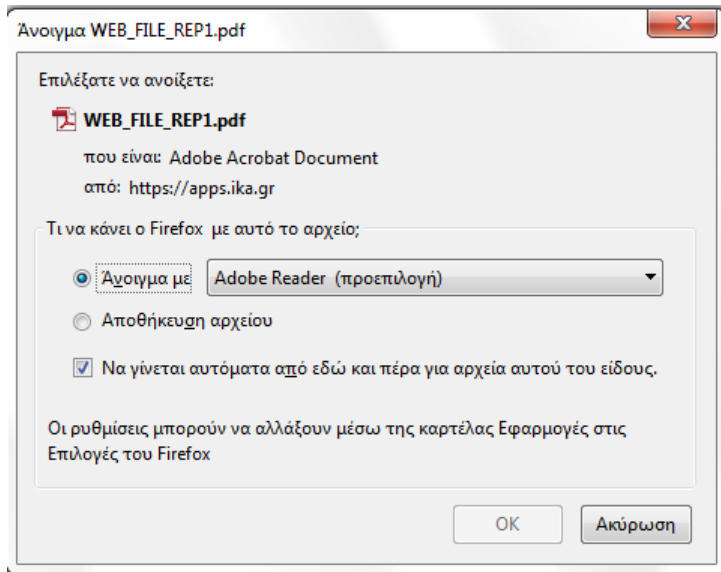 Άνοιγμα WEB_FILE_REP1.pdf
Επιλέξατε να ανοίξετε:
WEB_FILE_REP1.pdf
που είναι: Adobe Acrobat Document
από: https://apps.ika.gr
Τι να κάνει ο Firefox με αυτό το αρχείο;
Άνοιγμα με Adobe Reader (προεπιλογή)
Αποθήκευση αρχείου
Να γίνεται αυτόματα από εδώ και πέρα για αρχεία αυτού του είδους.
Οι ρυθμίσεις μπορούν να αλλάξουν μέσω της καρτέλας Εφαρμογές στις
Επιλογές του Firefox
OK Ακύρωση